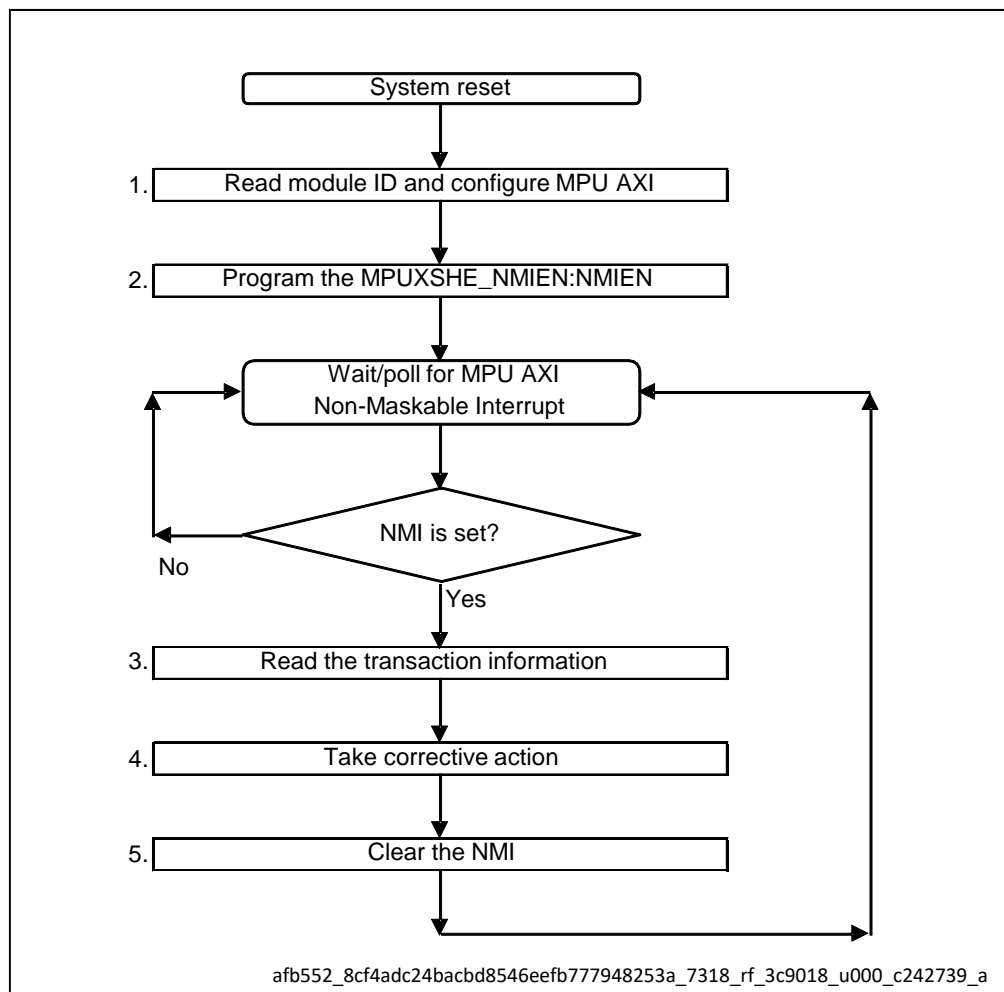 System reset
1. Read module ID and configure MPU AXI
2. Program the MPUXSHE_NMIEN:NMIEN
Wait/poll for MPU AXI
Non-Maskable Interrupt
NMI is set?
No
Yes
3. Read the transaction information
4. Take corrective action
5. Clear the NMI
afb552_8cf4adc24bacbd8546eefb777948253a_7318_rf_3c9018_u000_c242739_a